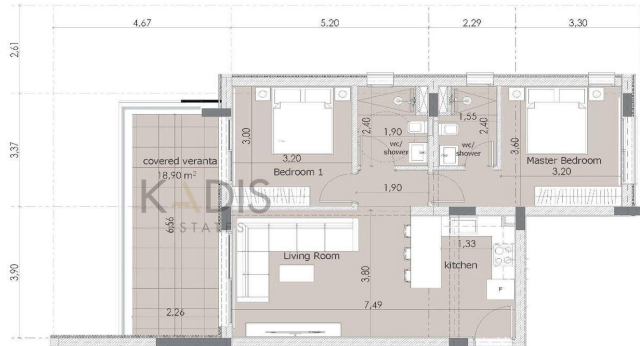 4,67
5,20
2,29
3,30
2,61
3,37
3,90
2,40
1,90
wc/
shower
1,55
2,40
wc/
shower
3,00
3,20
Bedroom 1
3,60
Master Bedroom
3,20
covered veranta
18,90 m²
1,90
KADIS
ESTATES
6,56
2,26
Living Room
3,80
7,49
1,33
kitchen
F